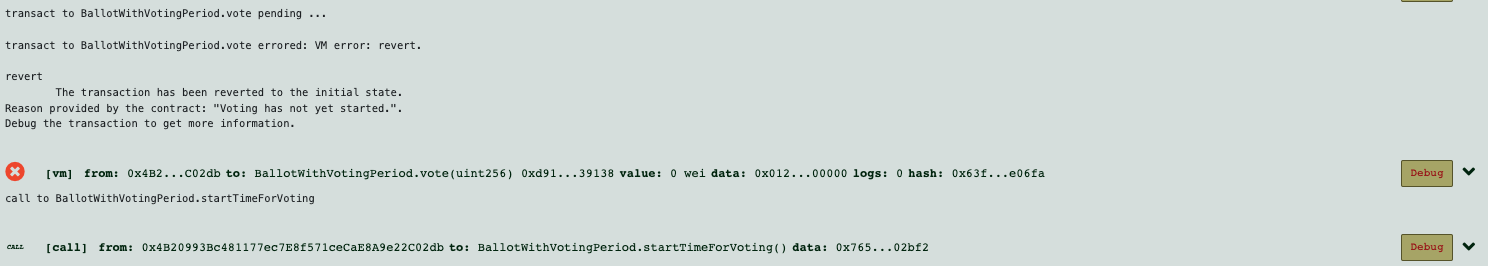 transact to BallotWithVotingPeriod.vote pending ...
transact to BallotWithVotingPeriod.vote errored: VM error: revert.
revert
The transaction has been reverted to the initial state.
Reason provided by the contract: "Voting has not yet started.".
Debug the transaction to get more information.
[vm] from: 0x4B2...C02db to: BallotWithVotingPeriod.vote(uint256) 0xd91...39138 value: 0 wei data: 0x012...00000 logs: 0 hash: 0x63f...e06fa Debug
call to BallotWithVotingPeriod.startTimeForVoting
CALL [call] from: 0x4B20993Bc481177ec7E8f571ceCaE8A9e22C02db to: BallotWithVotingPeriod.startTimeForVoting() data: 0x765...02bf2 Debug